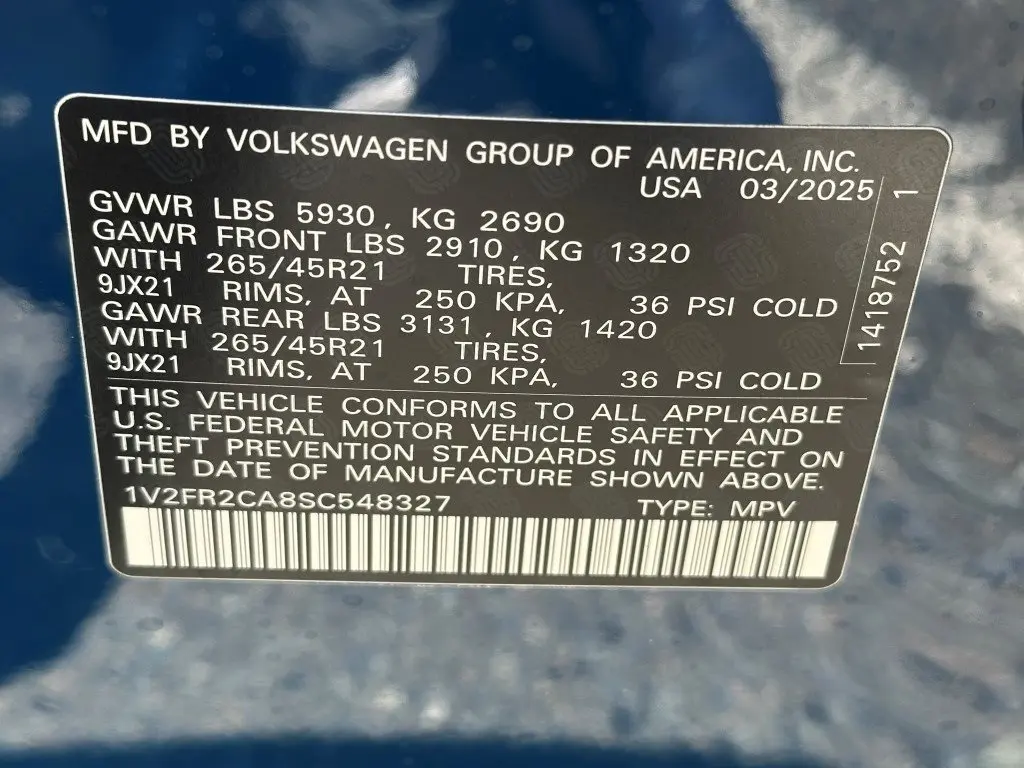 MFD BY VOLKSWAGEN GROUP OF AMERICA, INC.
USA 03/2025
GVWR LBS 5930, KG 2690
GAWR FRONT LBS 2910, KG 1320
WITH 265/45R21 TIRES,
9JX21 RIMS, AT 250 KPA, 36 PSI COLD
GAWR REAR LBS 3131, KG 1420
WITH 265/45R21 TIRES,
9JX21 RIMS, AT 250 KPA, 36 PSI COLD
1418752 1
THIS VEHICLE CONFORMS TO ALL APPLICABLE
U.S. FEDERAL MOTOR VEHICLE SAFETY AND
THEFT PREVENTION STANDARDS IN EFFECT ON
THE DATE OF MANUFACTURE SHOWN ABOVE.
1V2FR2CA8SC548327 TYPE: MPV